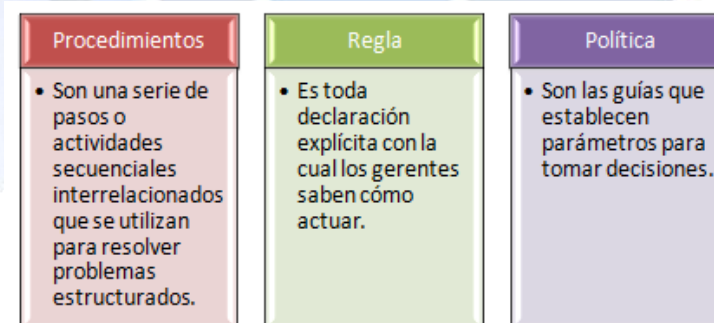 Procedimientos
• Son una serie de
pasos o
actividades
secuenciales
interrelacionados
que se utilizan
para resolver
problemas
estructurados.
Regla
• Es toda
declaración
explícita con la
cual los gerentes
saben cómo
actuar.
Política
• Son las guías que
establecen
parámetros para
tomar decisiones.